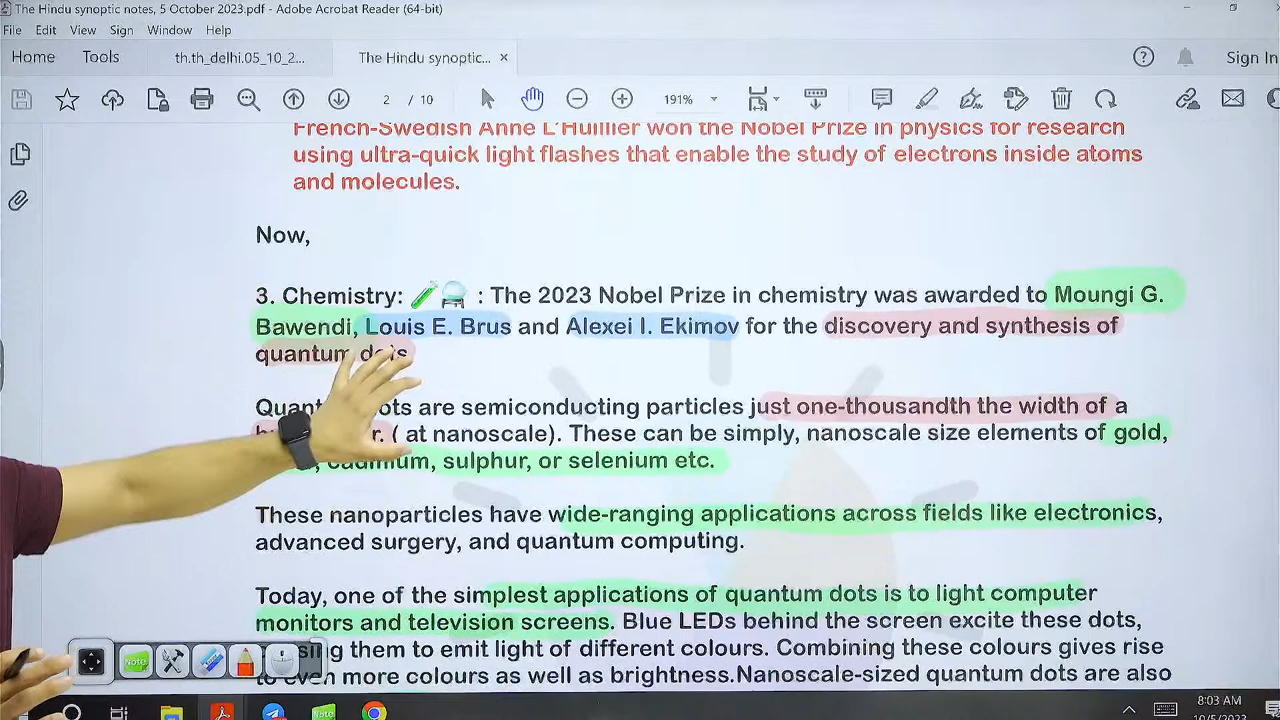 The Hindu synoptic notes, 5 October 2023.pdf - Adobe Acrobat Reader (64-bit)
File Edit View Sign Window Help
Home Tools th.th_delhi.05_10_2... The Hindu synoptic... × Sign In
2 / 10 191%
French-Swedish Anne L'Huillier won the Nobel Prize in physics for research
using ultra-quick light flashes that enable the study of electrons inside atoms
and molecules.
Now,
3. Chemistry: : The 2023 Nobel Prize in chemistry was awarded to Moungi G.
Bawendi, Louis E. Brus and Alexei I. Ekimov for the discovery and synthesis of
quantum dots
are semiconducting particles just one-thousandth the width of a
( at nanoscale). These can be simply, nanoscale size elements of gold,
sulphur, or selenium etc.
These nanoparticles have wide-ranging applications across fields like electronics,
advanced surgery, and quantum computing.
Today, one of the simplest applications of quantum dots is to light computer
monitors and television screens. Blue LEDs behind the screen excite these dots,
them to emit light of different colours. Combining these colours gives rise
to even more colours as well as brightness.Nanoscale-sized quantum dots are also
Note
Note
8:03 AM
10/5/2023